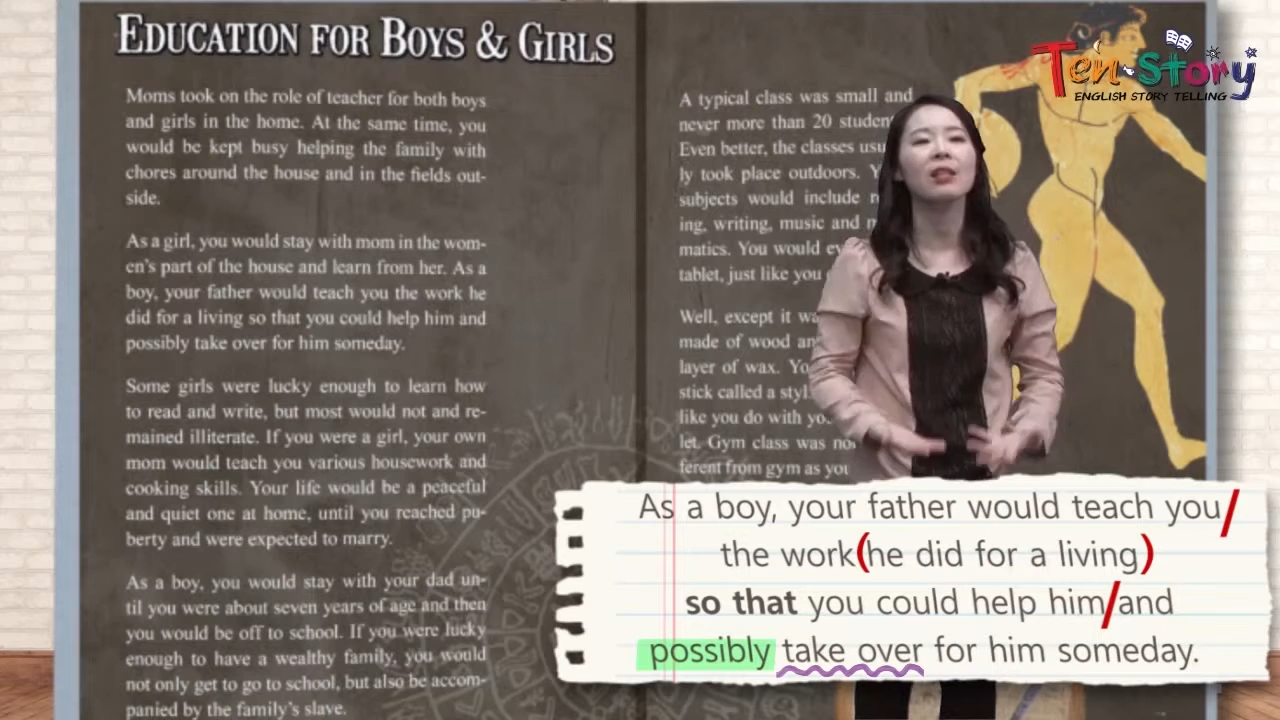 EDUCATION FOR BOYS & GIRLS
Moms took on the role of teacher for both boys
and girls in the home. At the same time, you
would be kept busy helping the family with
chores around the house and in the fields out-
side.
As a girl, you would stay with mom in the wom-
en's part of the house and learn from her. As a
boy, your father would teach you the work he
did for a living so that you could help him and
possibly take over for him someday.
Some girls were lucky enough to learn how
to read and write, but most would not and re-
mained illiterate. If you were a girl, your own
mom would teach you various housework and
cooking skills. Your life would be a peaceful
and quiet one at home, until you reached pu-
berty and were expected to marry.
As a boy, you would stay with your dad un-
til you were about seven years of age and then
you would be off to school. If you were lucky
enough to have a wealthy family, you would
not only get to go to school, but also be accom-
panied by the family's slave.
A typical class was small and
never more than 20
Even better, the classes
ly took place outdoors.
subjects would include
ing, writing, music and
matics. You would
tablet, just like you
Well, except it
made of wood
layer of wax.
stick called a
like you do with
let. Gym class was
ferent from gym as you
Ten Story
ENGLISH STORY TELLING
As a boy, your father would teach you/
the work(he did for a living)
so that you could help him/and
possibly take over for him someday.